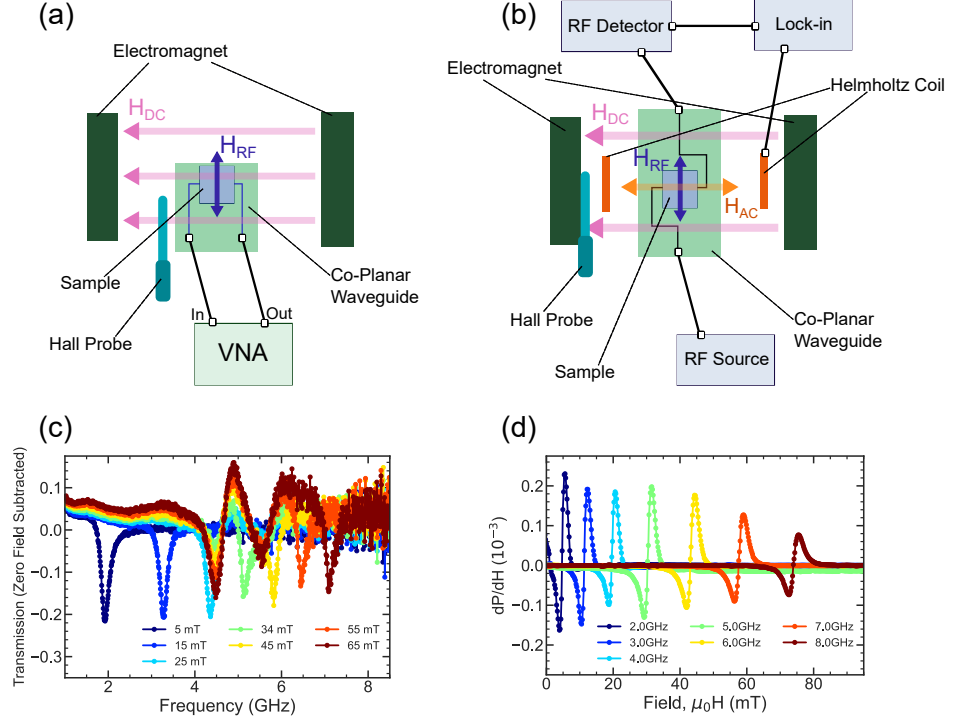 (a)
Electromagnet
H_DC
H_RF
Sample
Hall Probe
Co-Planar
Waveguide
In
Out
VNA
(b)
RF Detector
Lock-in
Electromagnet
Helmholtz Coil
H_DC
H_RF
H_AC
Hall Probe
Sample
Co-Planar
Waveguide
RF Source
(c)
Transmission (Zero Field Subtracted)
0.1
0.0
−0.1
−0.2
−0.3
5 mT
15 mT
25 mT
34 mT
45 mT
55 mT
65 mT
2
4
6
8
Frequency (GHz)
(d)
dP/dH (10⁻³)
0.2
0.1
0.0
−0.1
−0.2
2.0GHz
3.0GHz
4.0GHz
5.0GHz
6.0GHz
7.0GHz
8.0GHz
0
20
40
60
80
Field, μ₀H (mT)